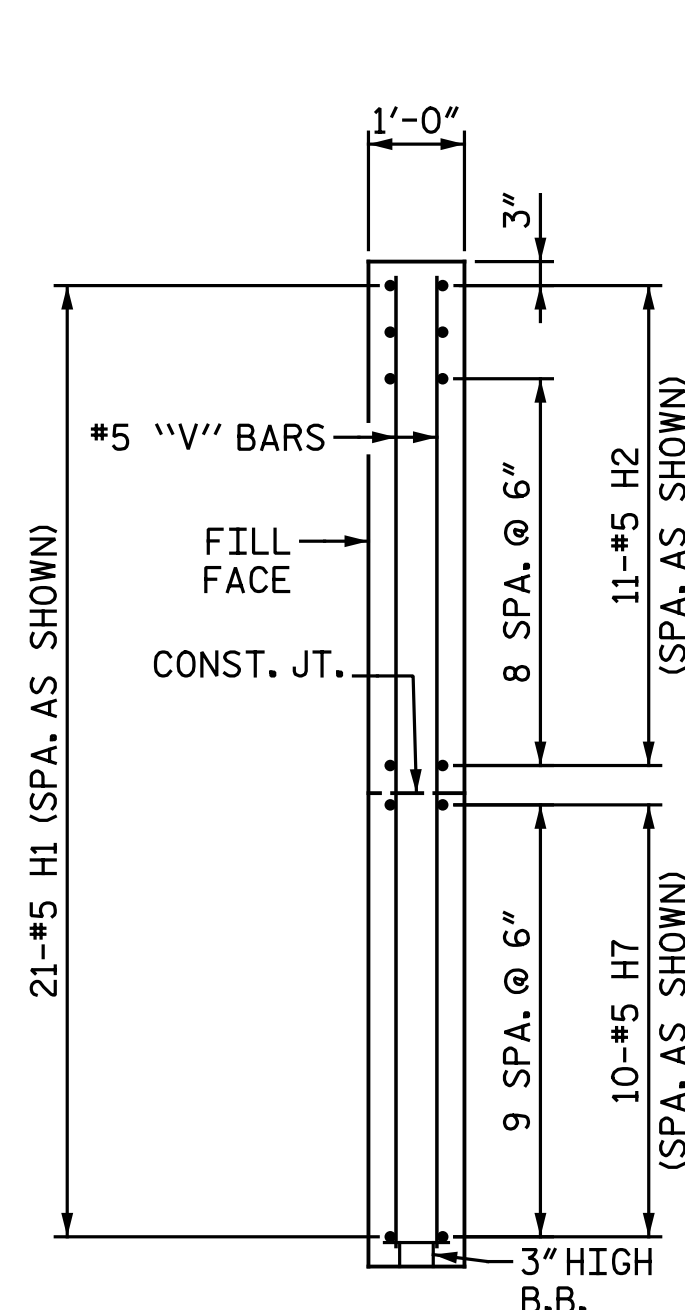 1'-0"
3"
#5 "V" BARS
FILL
FACE
CONST. JT.
21-#5 H1 (SPA. AS SHOWN)
8 SPA. @ 6"
11-#5 H2
(SPA. AS SHOWN)
9 SPA. @ 6"
10-#5 H7
(SPA. AS SHOWN)
3" HIGH
B.B.